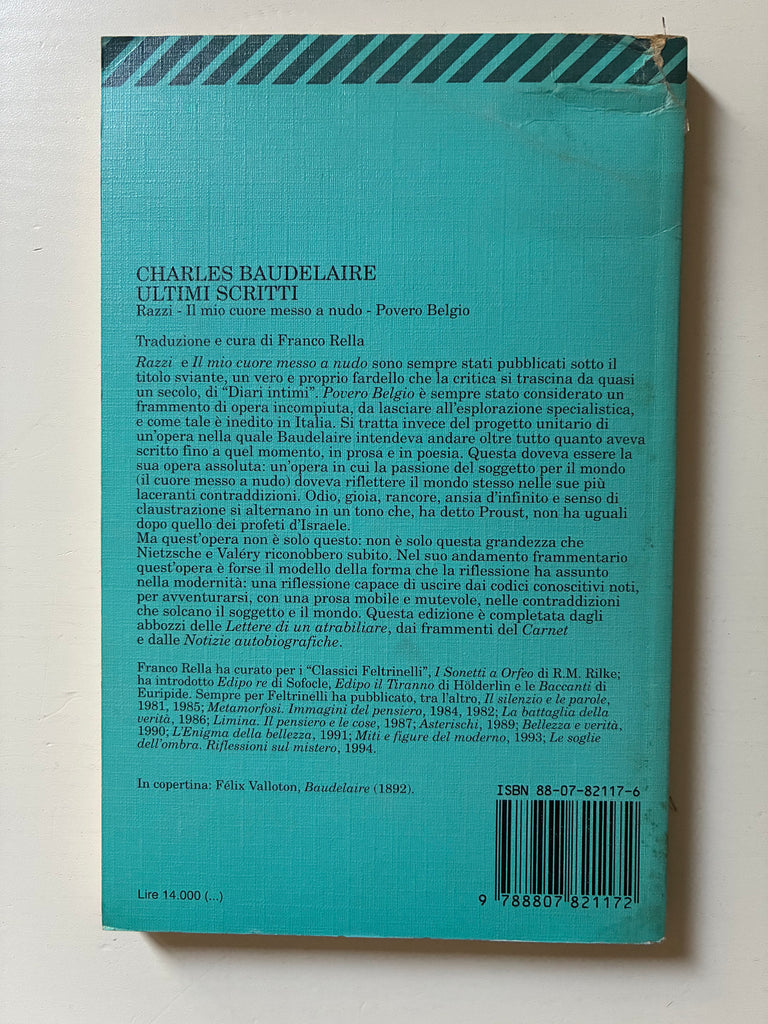 CHARLES BAUDELAIRE
ULTIMI SCRITTI
Razzi - Il mio cuore messo a nudo - Povero Belgio
Traduzione e cura di Franco Rella
Razzi e Il mio cuore messo a nudo sono sempre stati pubblicati sotto il
titolo sviante, un vero e proprio fardello che la critica si trascina da quasi
un secolo, di “Diari intimi”. Povero Belgio è sempre stato considerato un
frammento di opera incompiuta, da lasciare all'esplorazione specialistica,
e come tale è inedito in Italia. Si tratta invece del progetto unitario di
un'opera nella quale Baudelaire intendeva andare oltre tutto quanto aveva
scritto fino a quel momento, in prosa e in poesia. Questa doveva essere la
sua opera assoluta: un'opera in cui la passione del soggetto per il mondo
(il cuore messo a nudo) doveva riflettere il mondo stesso nelle sue più
laceranti contraddizioni. Odio, gioia, rancore, ansia d'infinito e senso di
claustrazione si alternano in un tono che, ha detto Proust, non ha uguali
dopo quello dei profeti d'Israele.
Ma quest'opera non è solo questo: non è solo questa grandezza che
Nietzsche e Valéry riconobbero subito. Nel suo andamento frammentario
quest'opera è forse il modello della forma che la riflessione ha assunto
nella modernità: una riflessione capace di uscire dai codici conoscitivi noti,
per avventurarsi, con una prosa mobile e mutevole, nelle contraddizioni
che solcano il soggetto e il mondo. Questa edizione è completata dagli
abbozzi delle Lettere di un atrabiliare, dai frammenti del Carnet
e dalle Notizie autobiografiche.
Franco Rella ha curato per i “Classici Feltrinelli”, I Sonetti a Orfeo di R.M. Rilke;
ha introdotto Edipo re di Sofocle, Edipo il Tiranno di Hölderlin e le Baccanti di
Euripide. Sempre per Feltrinelli ha pubblicato, tra l'altro, Il silenzio e le parole,
1981, 1985; Metamorfosi. Immagini del pensiero, 1984, 1982; La battaglia della
verità, 1986; Limina. Il pensiero e le cose, 1987; Asterischi, 1989; Bellezza e verità,
1990; L'Enigma della bellezza, 1991; Miti e figure del moderno, 1993; Le soglie
dell'ombra. Riflessioni sul mistero, 1994.
In copertina: Félix Valloton, Baudelaire (1892).
ISBN 88-07-82117-6
9 788807 821172
Lire 14.000 (...)